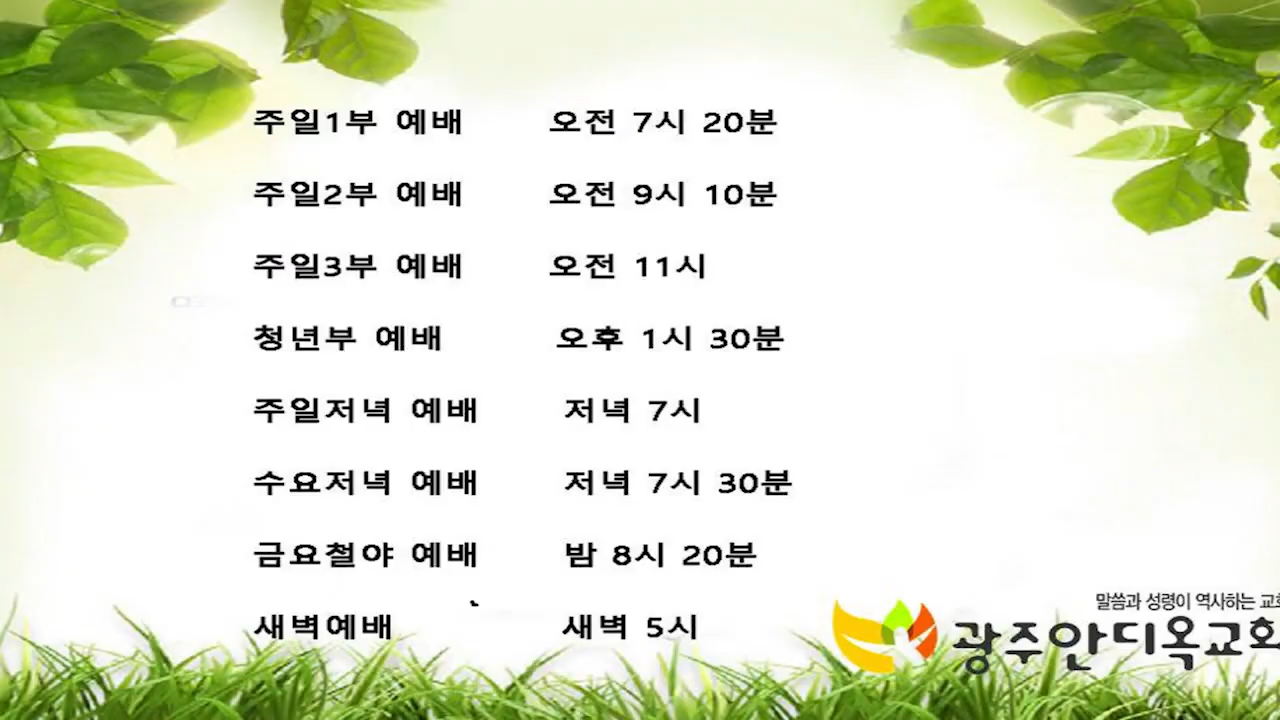 주일1부 예배 오전 7시 20분
주일2부 예배 오전 9시 10분
주일3부 예배 오전 11시
청년부 예배 오후 1시 30분
주일저녁 예배 저녁 7시
수요저녁 예배 저녁 7시 30분
금요철야 예배 밤 8시 20분
새벽예배 새벽 5시
말씀과 성령이 역사하는 교회
광주안디옥교회